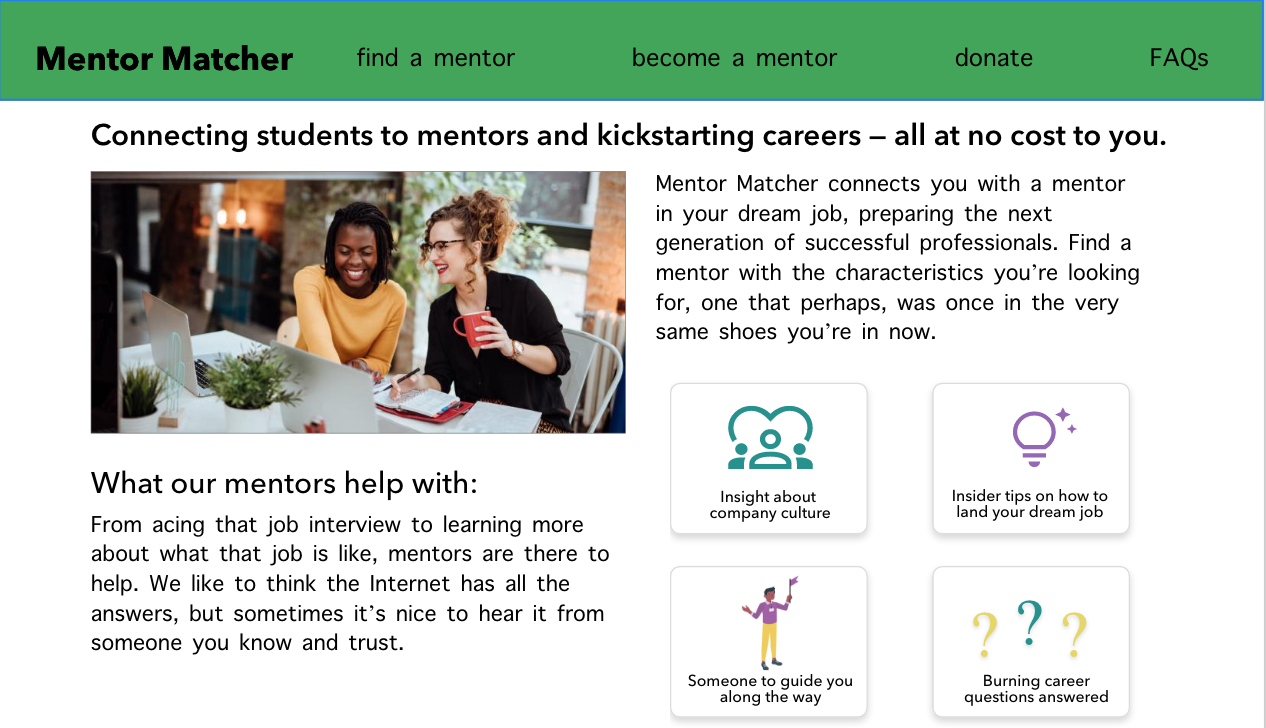 Mentor Matcher find a mentor become a mentor donate FAQs
Connecting students to mentors and kickstarting careers – all at no cost to you.
Mentor Matcher connects you with a mentor
in your dream job, preparing the next
generation of successful professionals. Find a
mentor with the characteristics you’re looking
for, one that perhaps, was once in the very
same shoes you’re in now.
What our mentors help with:
From acing that job interview to learning more
about what that job is like, mentors are there to
help. We like to think the Internet has all the
answers, but sometimes it’s nice to hear it from
someone you know and trust.
Insight about
company culture
Insider tips on how to
land your dream job
Someone to guide you
along the way
? ? ?
Burning career
questions answered